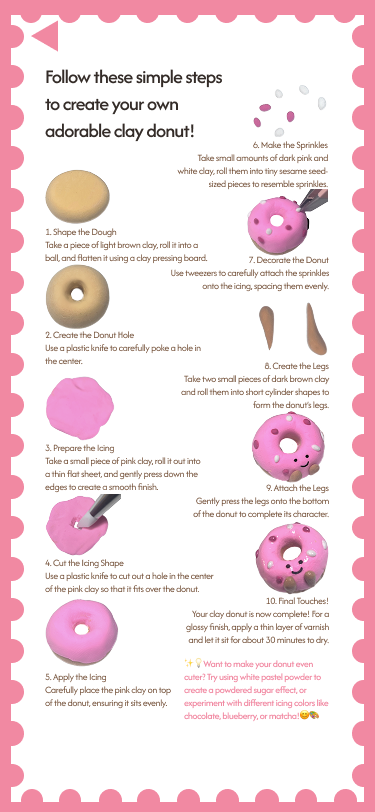 Follow these simple steps
to create your own
adorable clay donut!
1. Shape the Dough
Take a piece of light brown clay, roll it into a
ball, and flatten it using a clay pressing board.
2. Create the Donut Hole
Use a plastic knife to carefully poke a hole in
the center.
3. Prepare the Icing
Take a small piece of pink clay, roll it out into
a thin flat sheet, and gently press down the
edges to create a smooth finish.
4. Cut the Icing Shape
Use a plastic knife to cut out a hole in the center
of the pink clay so that it fits over the donut.
5. Apply the Icing
Carefully place the pink clay on top
of the donut, ensuring it sits evenly.
6. Make the Sprinkles
Take small amounts of dark pink and
white clay, roll them into tiny sesame seed-
sized pieces to resemble sprinkles.
7. Decorate the Donut
Use tweezers to carefully attach the sprinkles
onto the icing, spacing them evenly.
8. Create the Legs
Take two small pieces of dark brown clay
and roll them into short cylinder shapes to
form the donut's legs.
9. Attach the Legs
Gently press the legs onto the bottom
of the donut to complete its character.
10. Final Touches!
Your clay donut is now complete! For a
glossy finish, apply a thin layer of varnish
and let it sit for about 30 minutes to dry.
✨💡Want to make your donut even
cuter? Try using white pastel powder to
create a powdered sugar effect, or
experiment with different icing colors like
chocolate, blueberry, or matcha!😊🎨